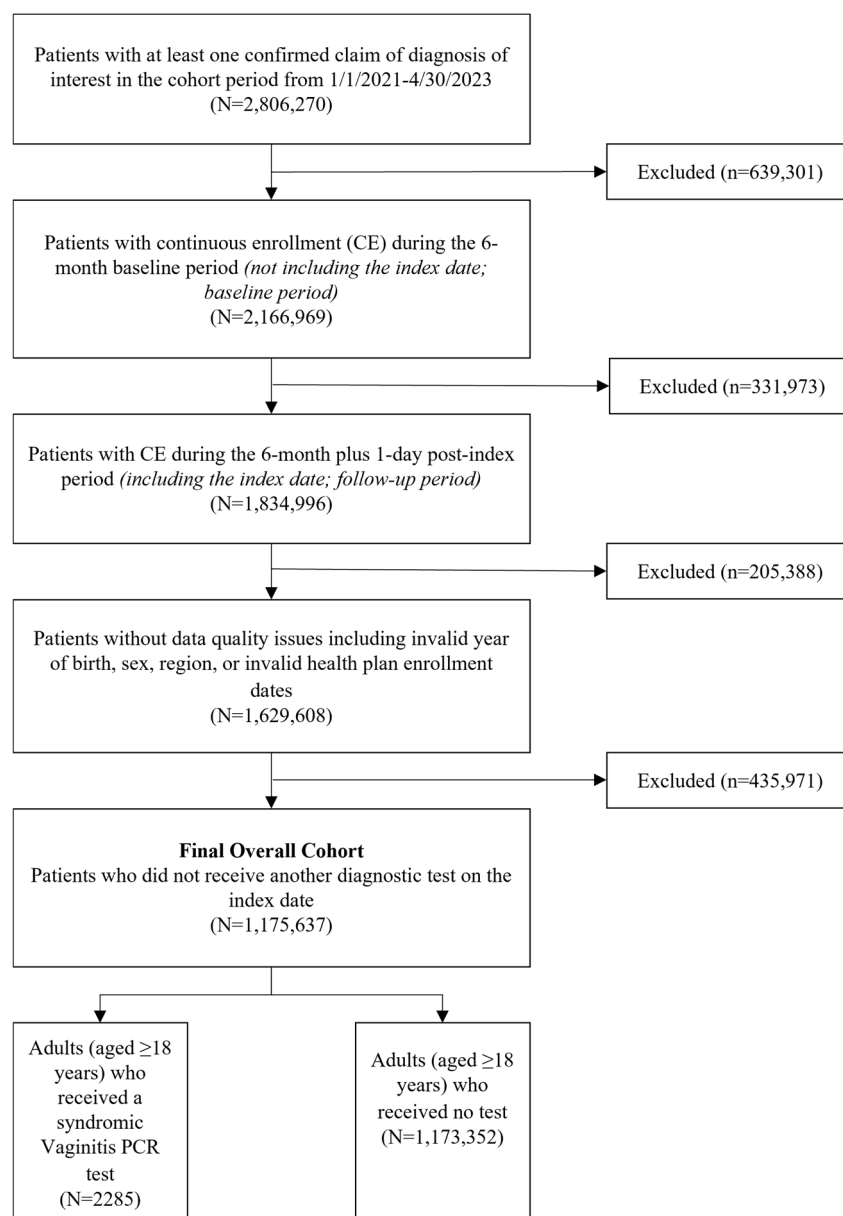 Patients with at least one confirmed claim of diagnosis of
interest in the cohort period from 1/1/2021-4/30/2023
(N=2,806,270)
Excluded (n=639,301)
Patients with continuous enrollment (CE) during the 6-
month baseline period (not including the index date;
baseline period)
(N=2,166,969)
Excluded (n=331,973)
Patients with CE during the 6-month plus 1-day post-index
period (including the index date; follow-up period)
(N=1,834,996)
Excluded (n=205,388)
Patients without data quality issues including invalid year
of birth, sex, region, or invalid health plan enrollment
dates
(N=1,629,608)
Excluded (n=435,971)
Final Overall Cohort
Patients who did not receive another diagnostic test on the
index date
(N=1,175,637)
Adults (aged ≥18
years) who
received a
syndromic
Vaginitis PCR
test
(N=2285)
Adults (aged ≥18
years) who
received no test
(N=1,173,352)